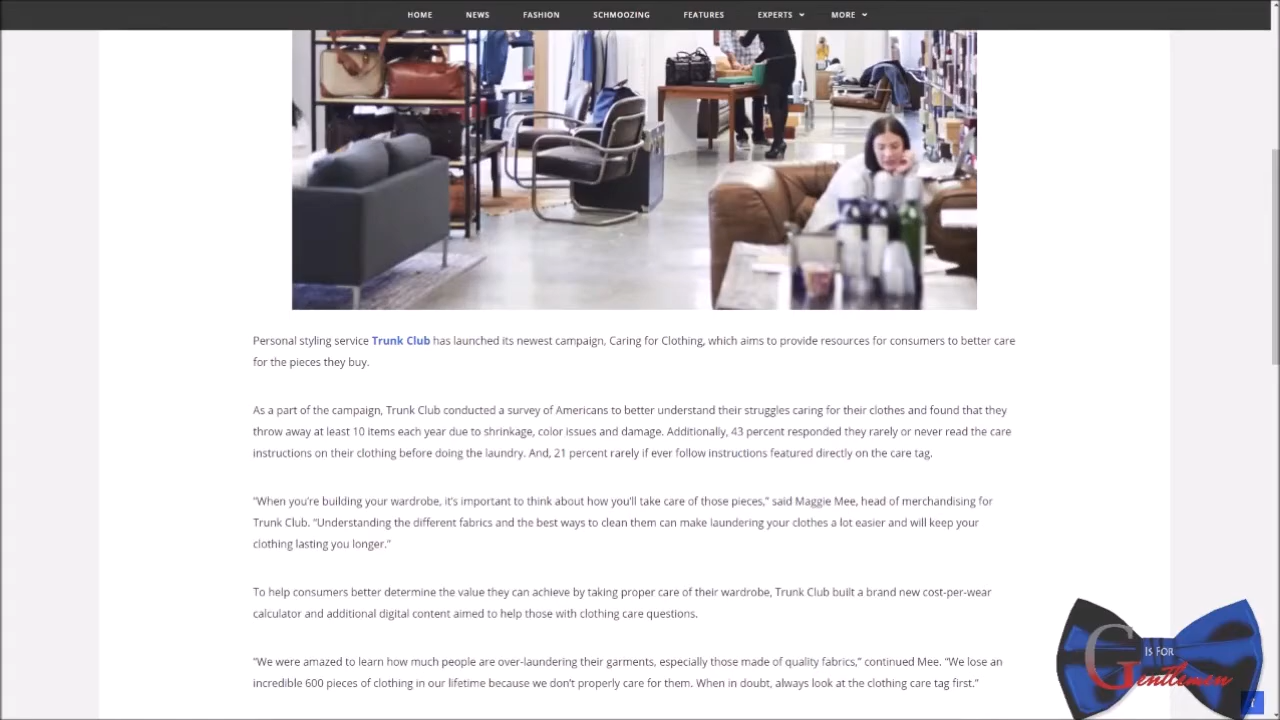 HOME NEWS FASHION SCHMOOZING FEATURES EXPERTS MORE
Personal styling service Trunk Club has launched its newest campaign, Caring for Clothing, which aims to provide resources for consumers to better care
for the pieces they buy.
As a part of the campaign, Trunk Club conducted a survey of Americans to better understand their struggles caring for their clothes and found that they
throw away at least 10 items each year due to shrinkage, color issues and damage. Additionally, 43 percent responded they rarely or never read the care
instructions on their clothing before doing the laundry. And, 21 percent rarely if ever follow instructions featured directly on the care tag.
“When you’re building your wardrobe, it’s important to think about how you’ll take care of those pieces,” said Maggie Mee, head of merchandising for
Trunk Club. “Understanding the different fabrics and the best ways to clean them can make laundering your clothes a lot easier and will keep your
clothing lasting you longer.”
To help consumers better determine the value they can achieve by taking proper care of their wardrobe, Trunk Club built a brand new cost-per-wear
calculator and additional digital content aimed to help those with clothing care questions.
“We were amazed to learn how much people are over-laundering their garments, especially those made of quality fabrics,” continued Mee. “We lose an
incredible 600 pieces of clothing in our lifetime because we don’t properly care for them. When in doubt, always look at the clothing care tag first.”
G IS FOR
Gentlemen